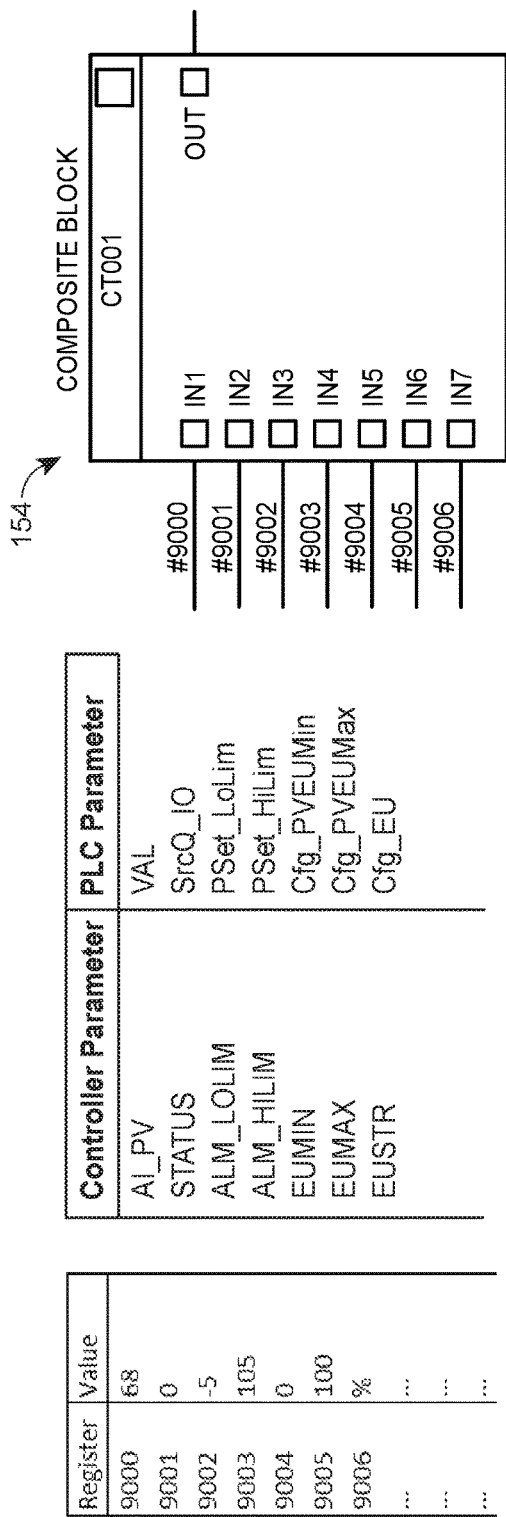 Register Value
9000 68
9001 0
9002 -5
9003 105
9004 0
9005 100
9006 %
... ...
... ...
... ...
Controller Parameter PLC Parameter
AI_PV VAL
STATUS SrcQ_IO
ALM_LOLIM PSet_LoLim
ALM_HILIM PSet_HiLim
EUMIN Cfg_PVEUMin
EUMAX Cfg_PVEUMax
EUSTR Cfg_EU
154
COMPOSITE BLOCK
CT001
#9000 IN1 OUT
#9001 IN2
#9002 IN3
#9003 IN4
#9004 IN5
#9005 IN6
#9006 IN7